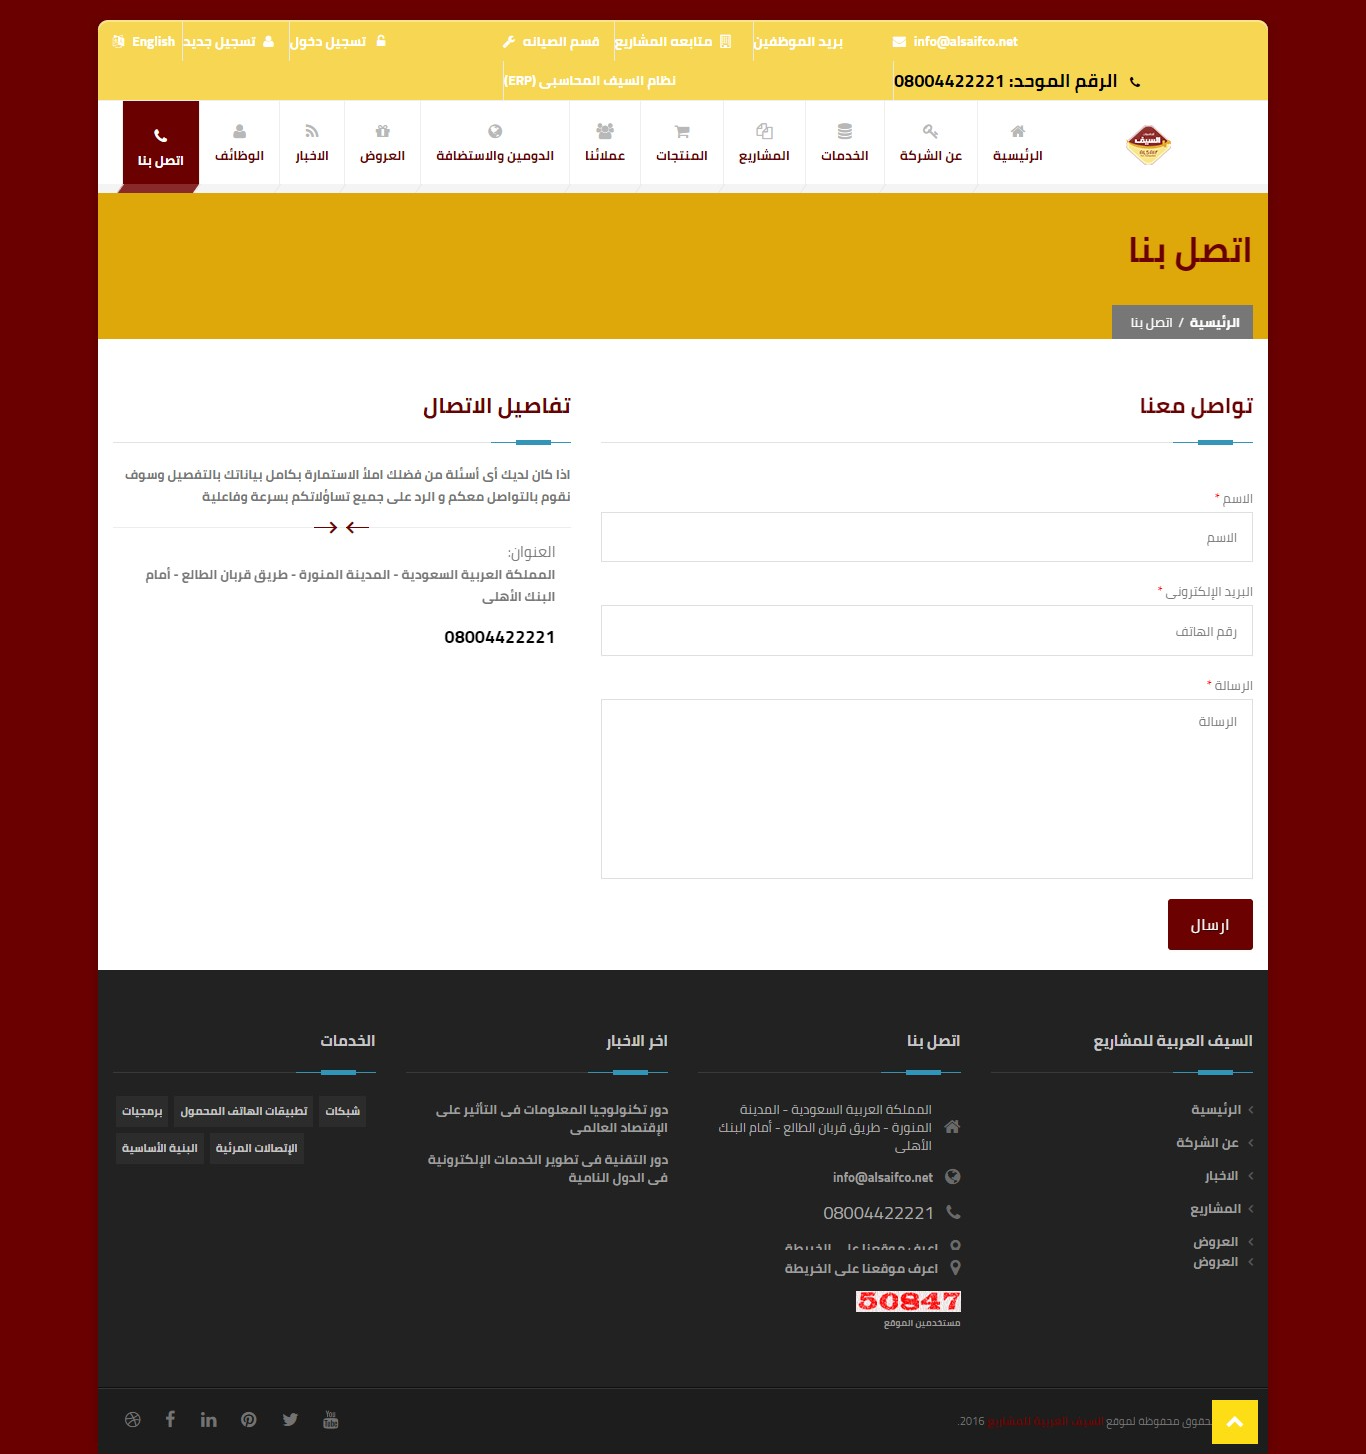 info@alsaifco.net
بريد الموظفين
متابعه المشاريع
قسم الصيانه
تسجيل دخول
تسجيل جديد
English
الرقم الموحد: 08004422221
نظام السيف المحاسبى (ERP)
السيف
الرئيسية
عن الشركة
الخدمات
المشاريع
المنتجات
عملائنا
الدومين والاستضافة
العروض
الاخبار
الوظائف
اتصل بنا
اتصل بنا
الرئيسية / اتصل بنا
تواصل معنا
الاسم *
الاسم
البريد الإلكترونى *
رقم الهاتف
الرسالة *
الرسالة
ارسال
تفاصيل الاتصال
اذا كان لديك أى أسئلة من فضلك املأ الاستمارة بكامل بياناتك بالتفصيل وسوف
نقوم بالتواصل معكم و الرد على جميع تساؤلاتكم بسرعة وفاعلية
العنوان:
المملكة العربية السعودية - المدينة المنورة - طريق قربان الطالع - أمام
البنك الأهلى
08004422221
السيف العربية للمشاريع
الرئيسية
عن الشركة
الاخبار
المشاريع
العروض
العروض
اتصل بنا
المملكة العربية السعودية - المدينة
المنورة - طريق قربان الطالع - أمام البنك
الأهلى
info@alsaifco.net
08004422221
اعرف موقعنا على الخريطة
اعرف موقعنا على الخريطة
50847
مستخدمين الموقع
اخر الاخبار
دور تكنولوجيا المعلومات فى التأثير على
الإقتصاد العالمى
دور التقنية فى تطوير الخدمات الإلكترونية
فى الدول النامية
الخدمات
شبكات
تطبيقات الهاتف المحمول
برمجيات
الإتصالات المرئية
البنية الأساسية
محفوظة لموقع السيف العربية للمشاريع 2016.
You
Tube